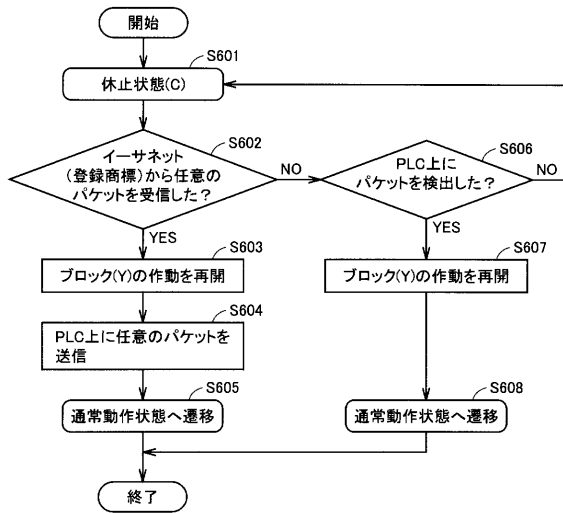 開始
S601
休止状態(C)
S602
イーサネット
(登録商標)から任意の
パケットを受信した？
NO
S606
PLC上に
パケットを検出した？
NO
YES
YES
S603
ブロック(Y)の作動を再開
S607
ブロック(Y)の作動を再開
S604
PLC上に任意のパケットを
送信
S605
通常動作状態へ遷移
S608
通常動作状態へ遷移
終了